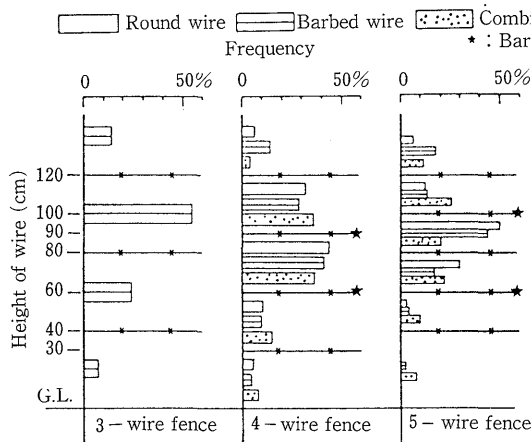 Round wire Barbed wire Combi
★ : Bar
Frequency
0 50% 0 50% 0 50%
Height of wire (cm)
120
100
90
80
60
40
30
G.L.
3-wire fence 4-wire fence 5-wire fence